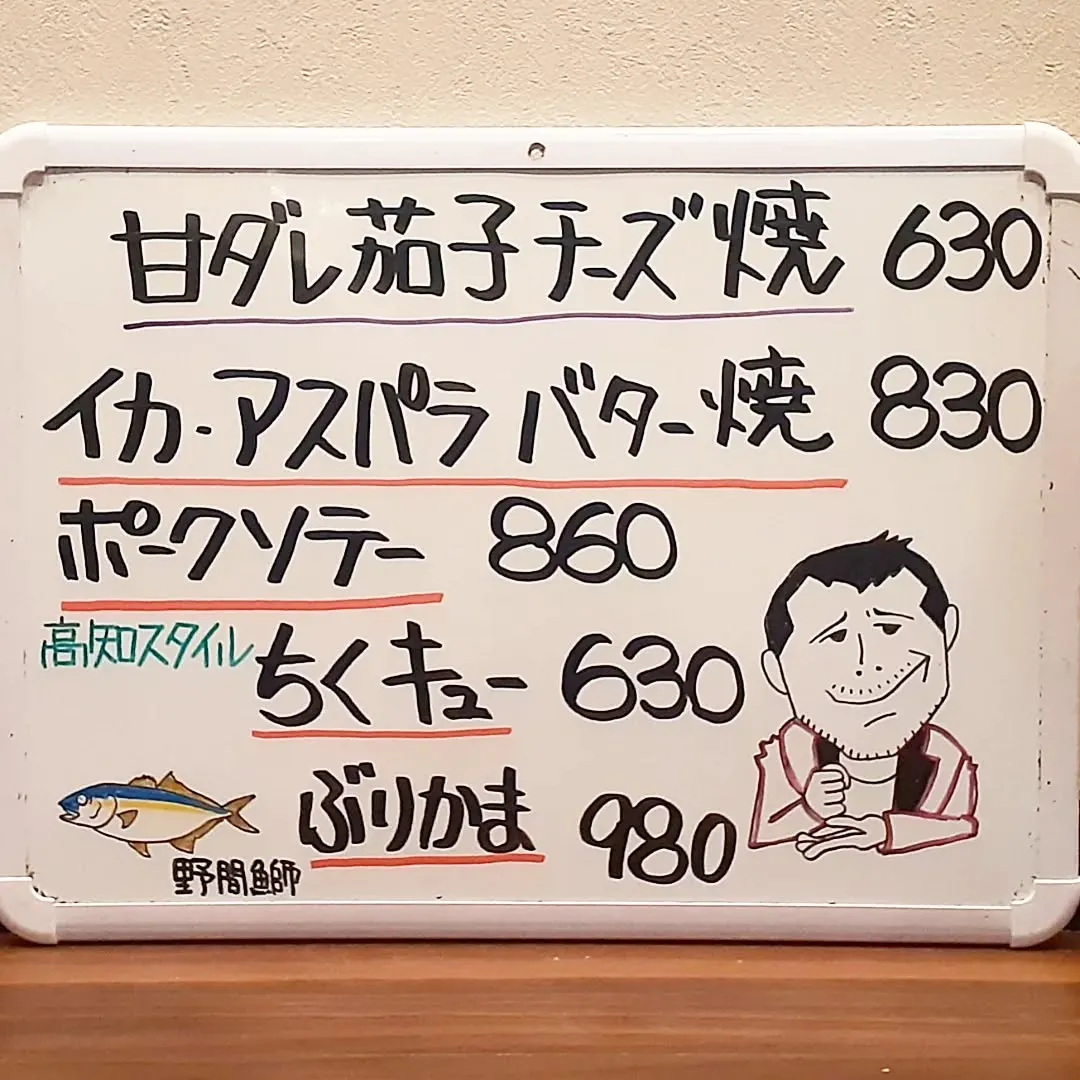 甘ダレ茄子チーズ焼 630
イカ・アスパラバター焼 830
ポークソテー 860
高知スタイル ちくキュー 630
ぶりかま 980
野間鰤